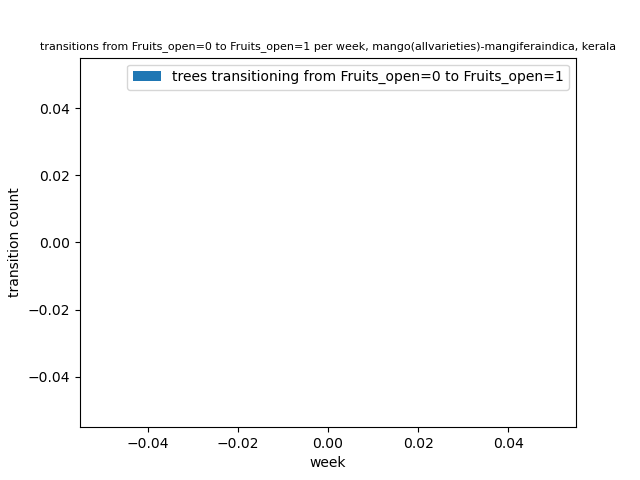 transitions from Fruits_open=0 to Fruits_open=1 per week, mango(allvarieties)-mangiferaindica, kerala
trees transitioning from Fruits_open=0 to Fruits_open=1
transition count
0.04
0.02
0.00
−0.02
−0.04
−0.04
−0.02
0.00
0.02
0.04
week